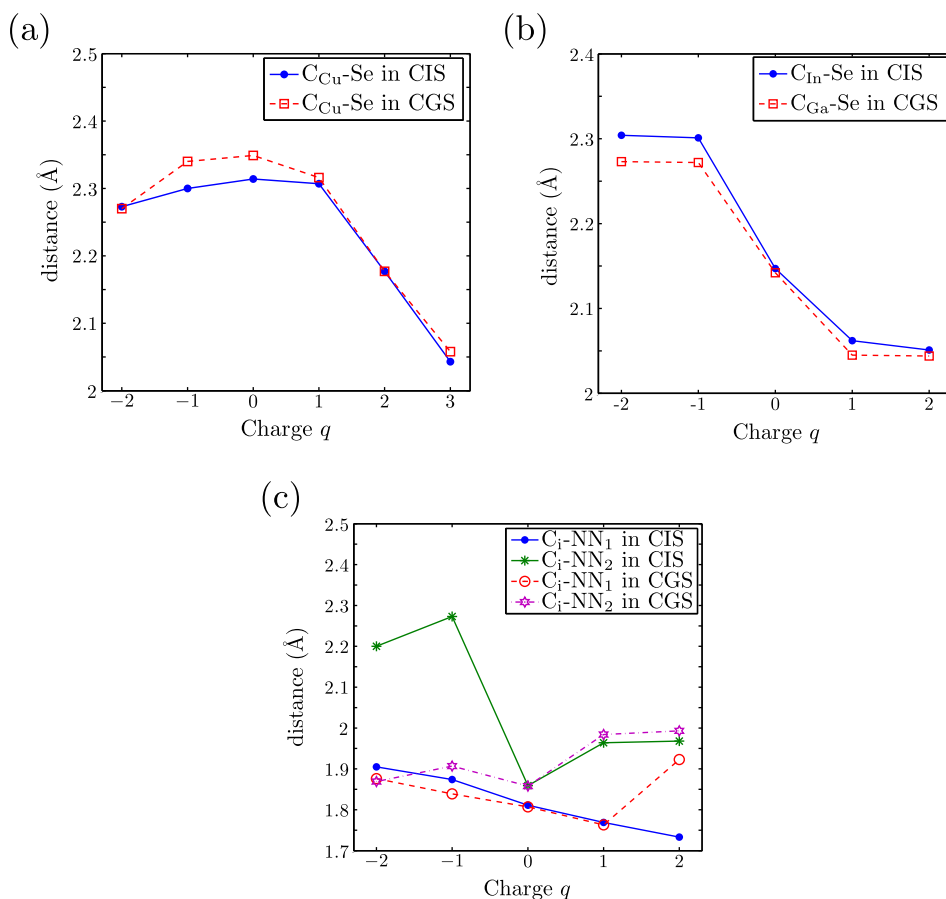 (a)
2.5
2.4
2.3
2.2
2.1
2
distance (Å)
−2 −1 0 1 2 3
Charge q
C_Cu-Se in CIS
C_Cu-Se in CGS
(b)
2.4
2.3
2.2
2.1
2
distance (Å)
-2 -1 0 1 2
Charge q
C_In-Se in CIS
C_Ga-Se in CGS
(c)
2.5
2.4
2.3
2.2
2.1
2
1.9
1.8
1.7
distance (Å)
−2 −1 0 1 2
Charge q
C_i-NN_1 in CIS
C_i-NN_2 in CIS
C_i-NN_1 in CGS
C_i-NN_2 in CGS